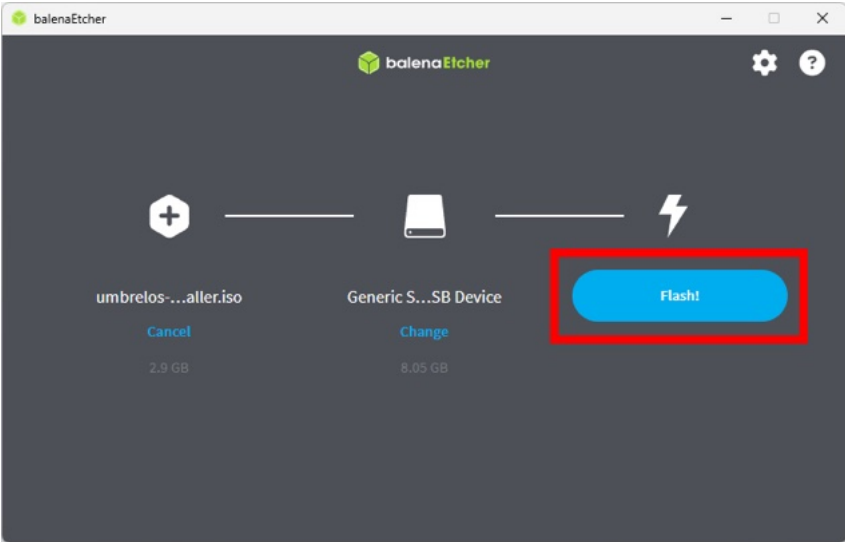 balenaEtcher
balenaEtcher
?
umbrelos-...aller.iso
Generic S...SB Device
Flash!
Cancel
Change
2.9 GB
8.05 GB